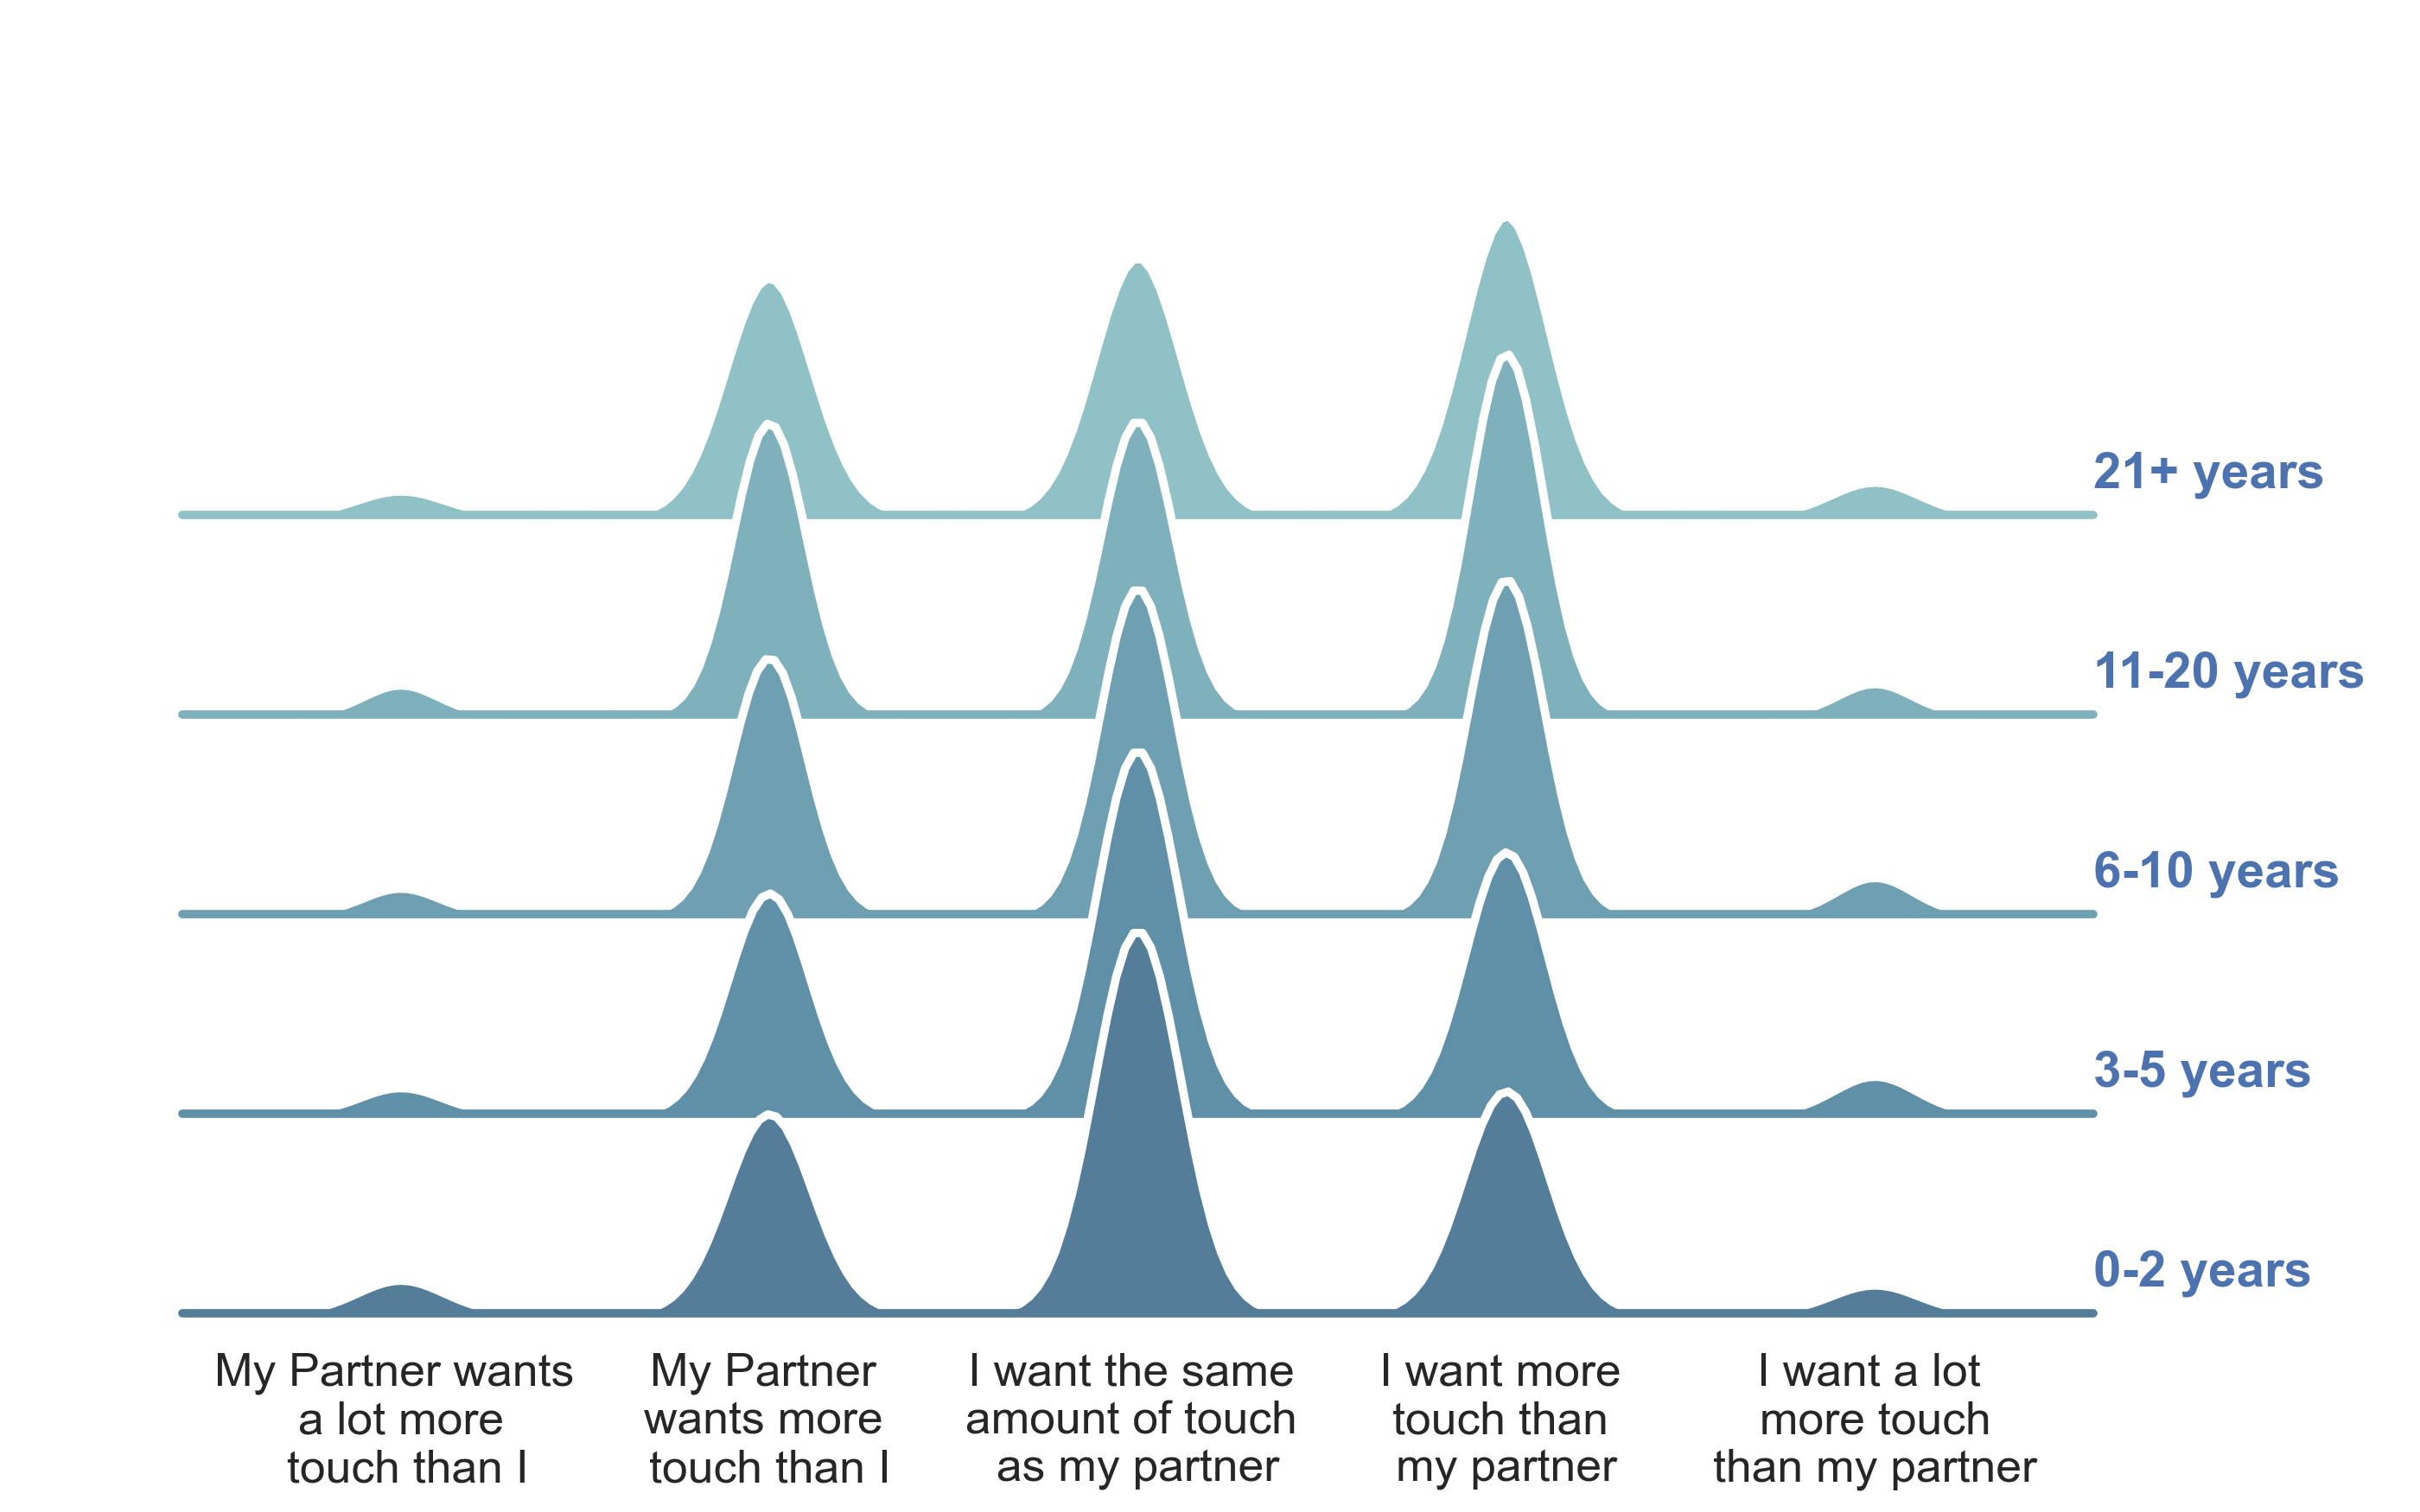 21+ years
11-20 years
6-10 years
3-5 years
0-2 years
My Partner wants
a lot more
touch than I
My Partner
wants more
touch than I
I want the same
amount of touch
as my partner
I want more
touch than
my partner
I want a lot
more touch
than my partner